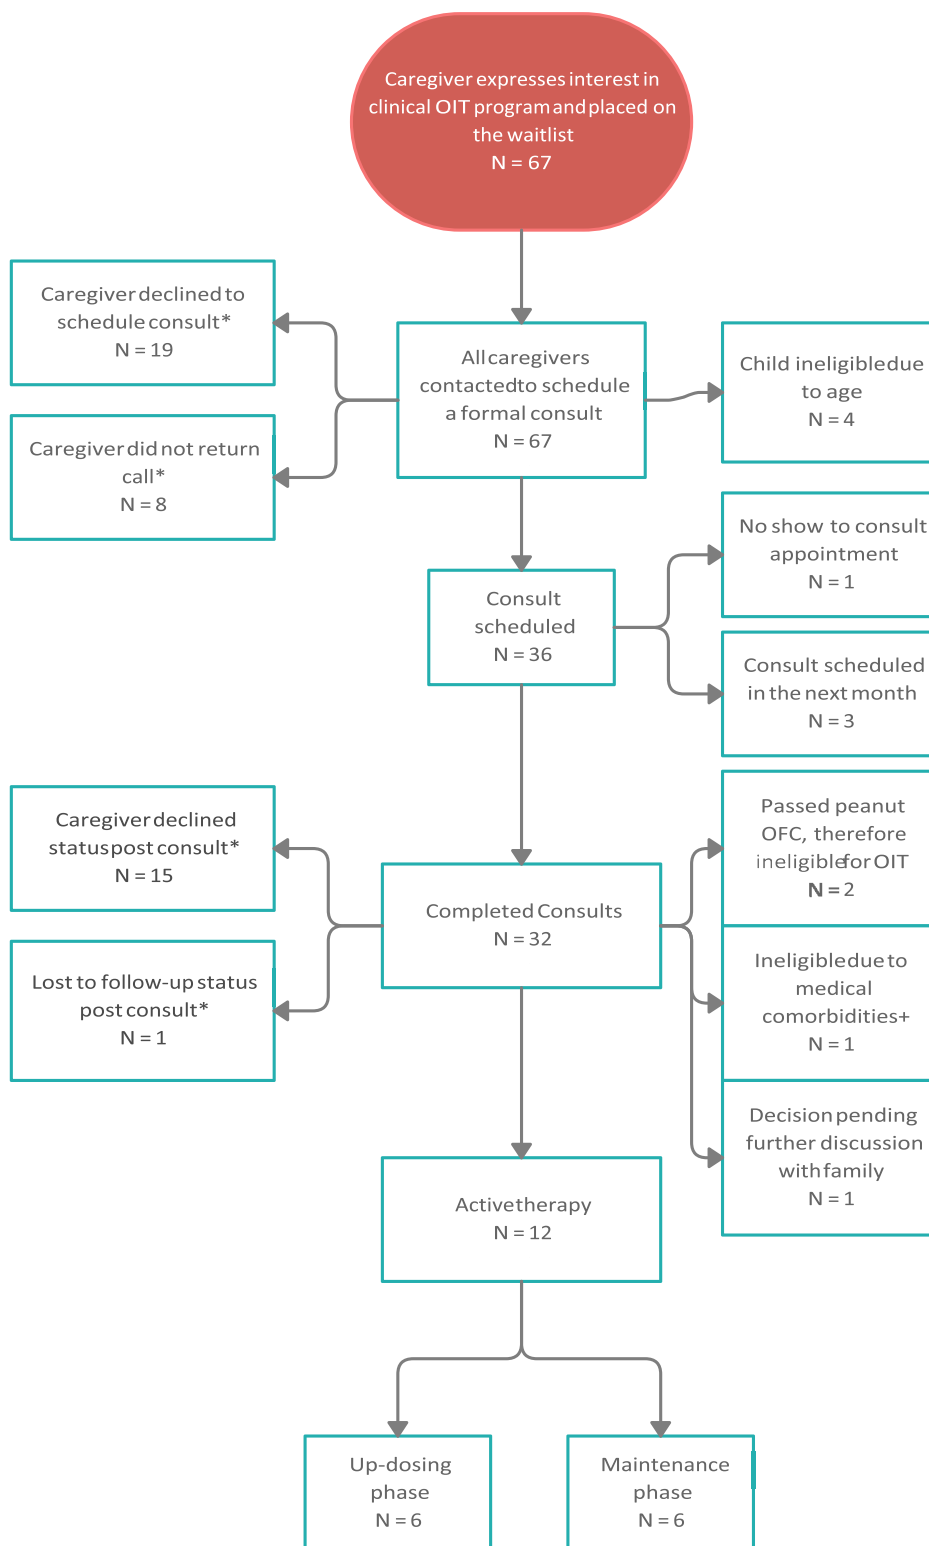 Caregiver expresses interest in
clinical OIT program and placed on
the waitlist
N = 67
Caregiver declined to
schedule consult*
N = 19
Caregiver did not return
call*
N = 8
All caregivers
contacted to schedule
a formal consult
N = 67
Child ineligible due
to age
N = 4
Consult
scheduled
N = 36
No show to consult
appointment
N = 1
Consult scheduled
in the next month
N = 3
Caregiver declined
status post consult*
N = 15
Lost to follow-up status
post consult*
N = 1
Completed Consults
N = 32
Passed peanut
OFC, therefore
ineligible for OIT
N = 2
Ineligible due to
medical
comorbidities+
N = 1
Decision pending
further discussion
with family
N = 1
Active therapy
N = 12
Up-dosing
phase
N = 6
Maintenance
phase
N = 6